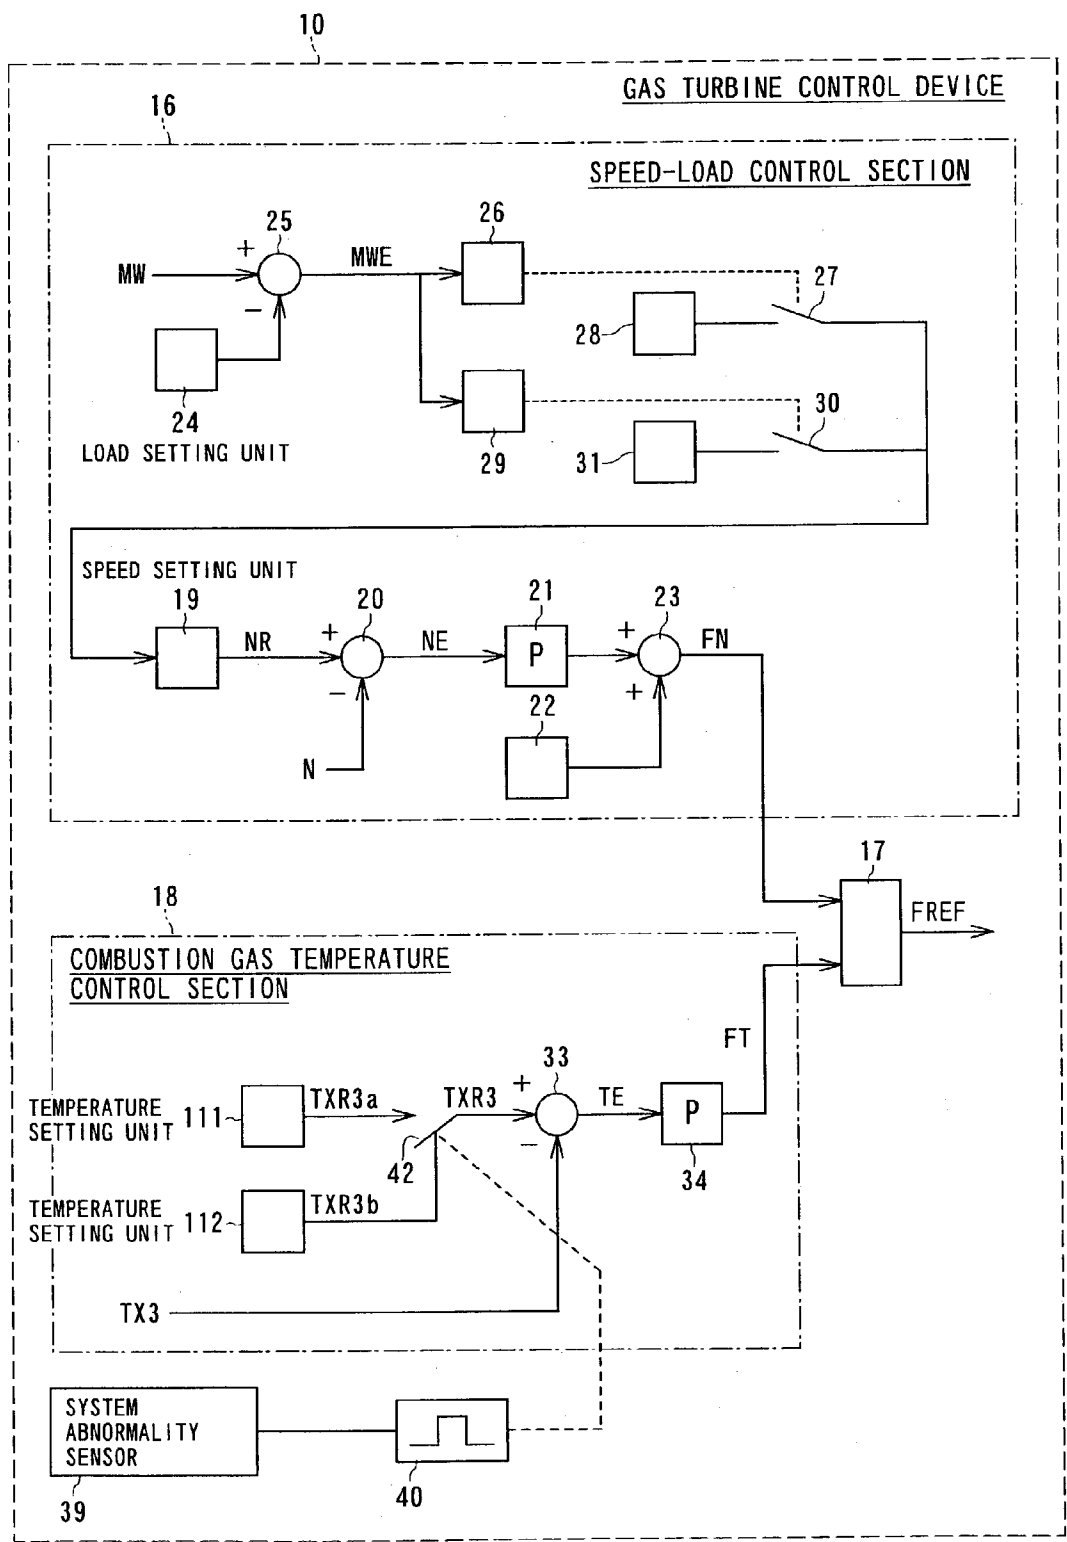 10
GAS TURBINE CONTROL DEVICE
16
SPEED-LOAD CONTROL SECTION
25
26
+
MWE
27
MW
−
28
24
30
LOAD SETTING UNIT
29
31
SPEED SETTING UNIT
19
20
21
23
NR
+
NE
P
+
FN
−
+
22
N
17
18
FREF
COMBUSTION GAS TEMPERATURE
CONTROL SECTION
FT
33
TXR3a
TXR3
+
TE
P
TEMPERATURE
SETTING UNIT
111
−
42
34
TEMPERATURE
SETTING UNIT
112
TXR3b
TX3
SYSTEM
ABNORMALITY
SENSOR
39
40